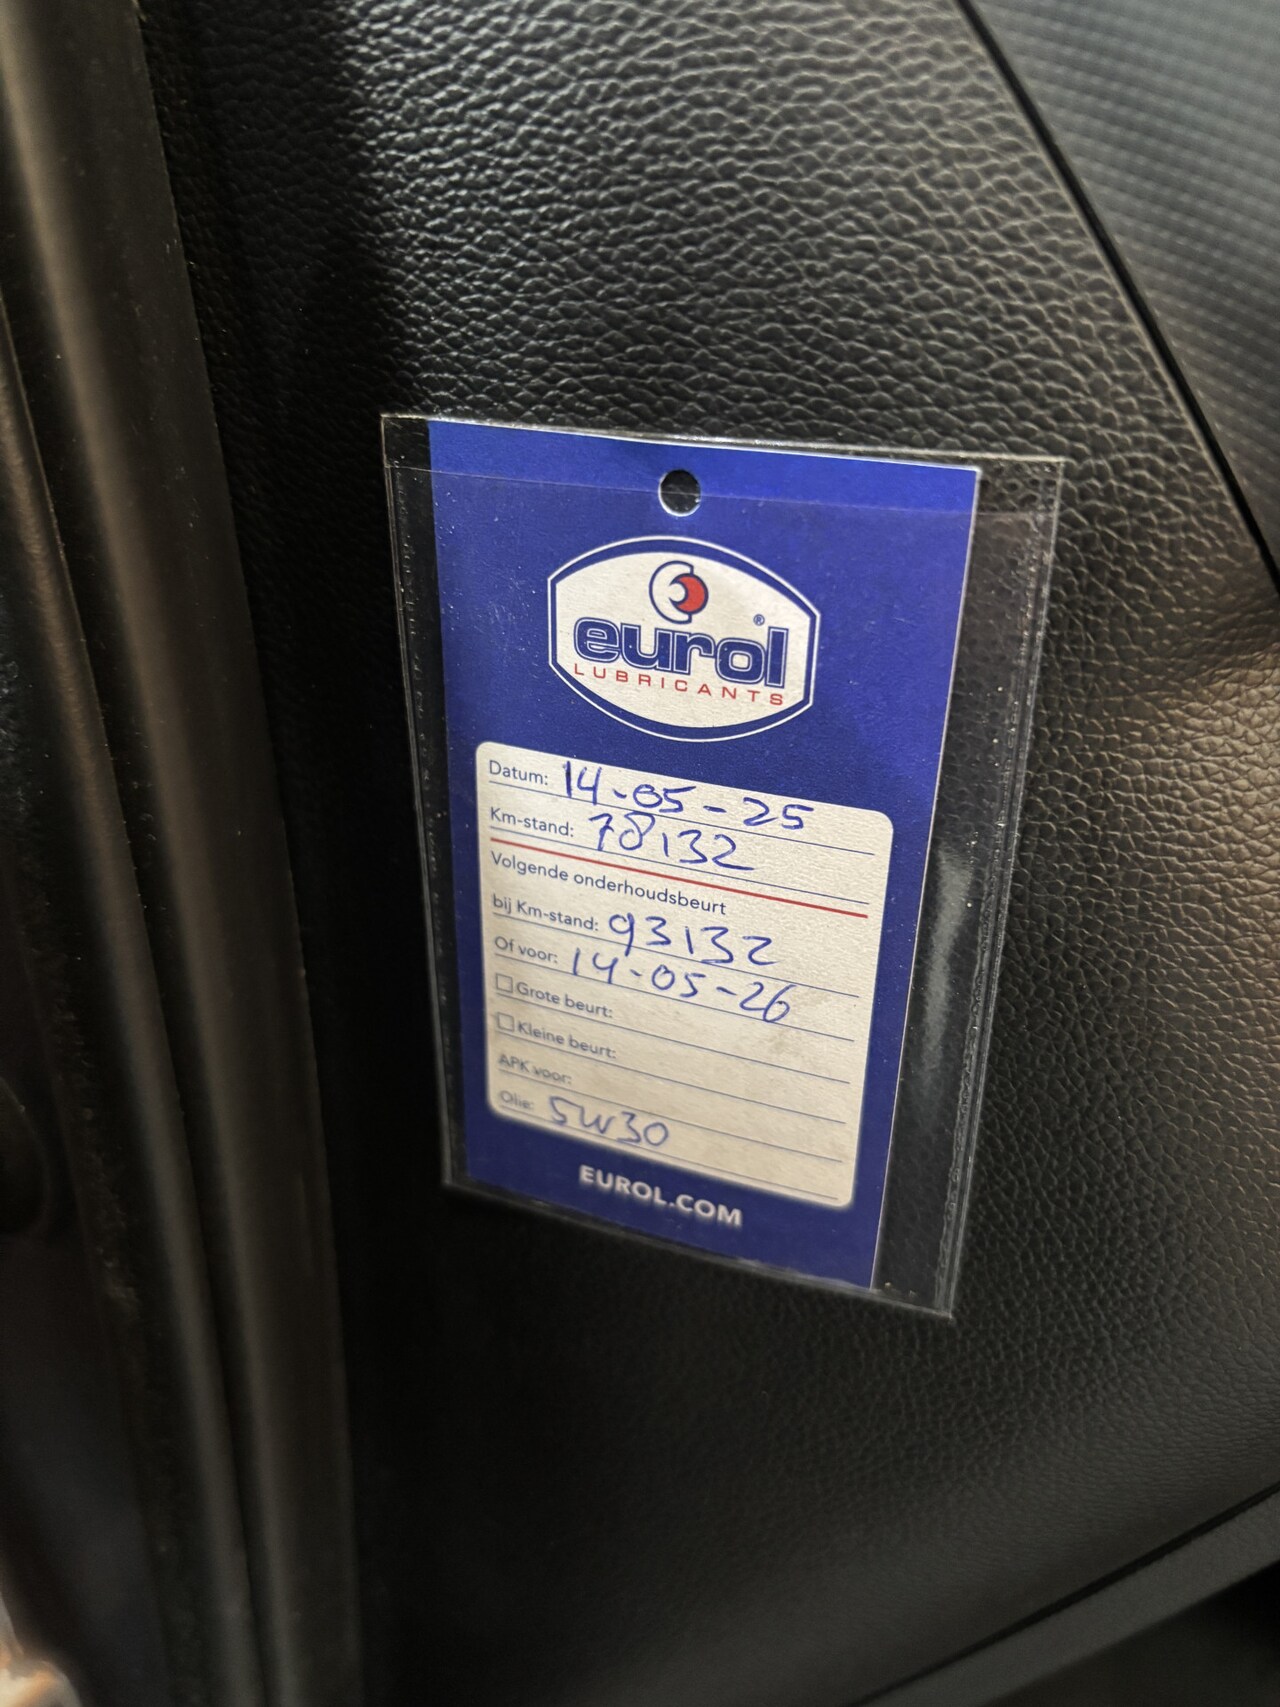 eurol®
LUBRICANTS
Datum: 14-05-25
Km-stand: 78132
Volgende onderhoudsbeurt
bij Km-stand: 93132
Of voor: 14-05-26
Grote beurt:
Kleine beurt:
APK voor:
Olie: 5W30
EUROL.COM